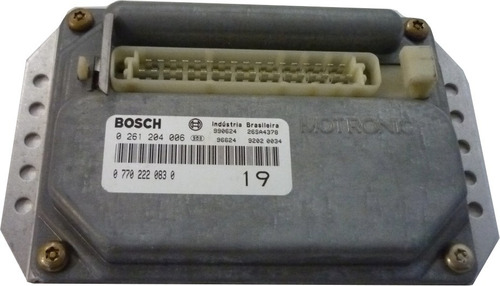 BOSCH Indústria Brasileira
990624 26SA4378
0 261 204 006
96624 9202 0034
0 770 222 083 0
19
MOTRONIC